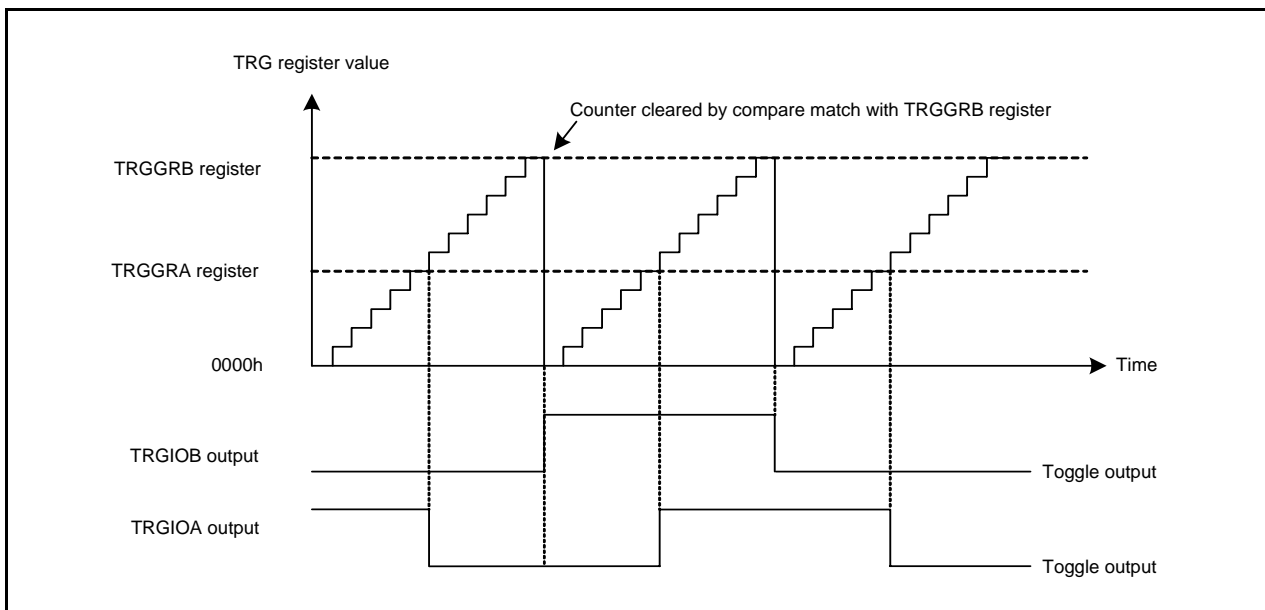 TRG register value
Counter cleared by compare match with TRGGRB register
TRGGRB register
TRGGRA register
0000h
Time
TRGIOB output
Toggle output
TRGIOA output
Toggle output